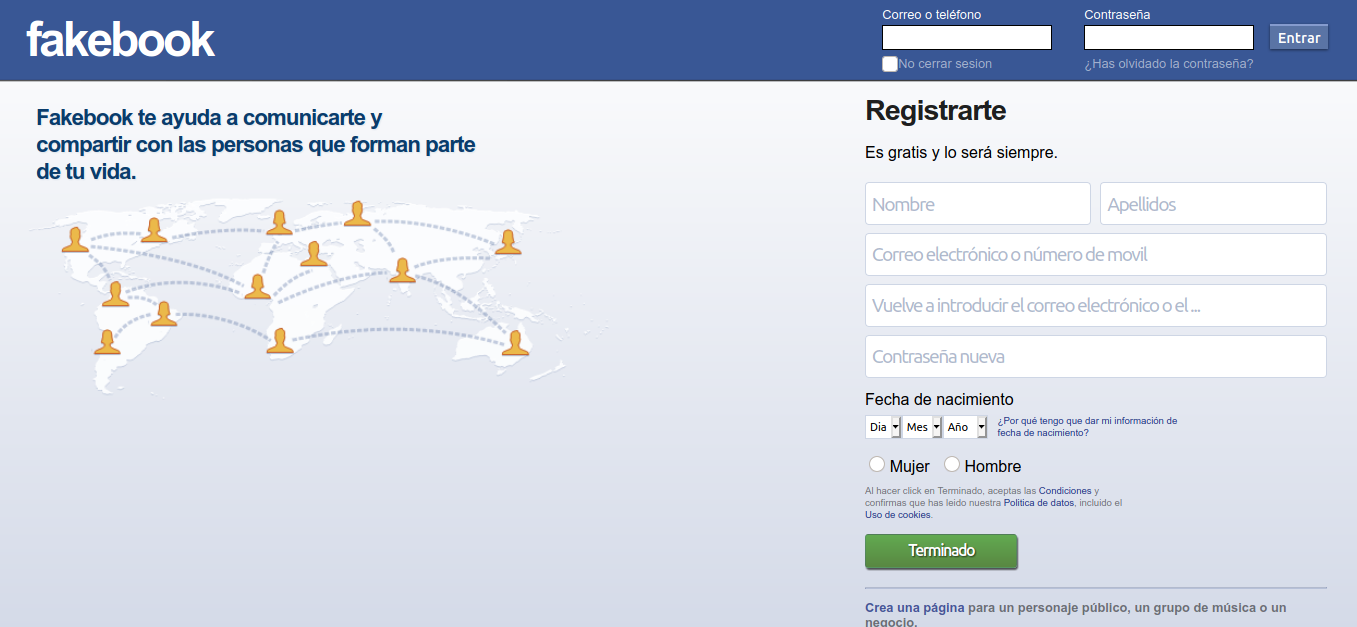 fakebook
Correo o teléfono
Contraseña
Entrar
No cerrar sesion
¿Has olvidado la contraseña?
Fakebook te ayuda a comunicarte y
compartir con las personas que forman parte
de tu vida.
Registrarte
Es gratis y lo será siempre.
Nombre
Apellidos
Correo electrónico o número de movil
Vuelve a introducir el correo electrónico o el ...
Contraseña nueva
Fecha de nacimiento
Dia Mes Año
¿Por qué tengo que dar mi información de
fecha de nacimiento?
Mujer Hombre
Al hacer click en Terminado, aceptas las Condiciones y
confirmas que has leido nuestra Politica de datos, incluido el
Uso de cookies.
Terminado
Crea una página para un personaje público, un grupo de música o un
negocio.